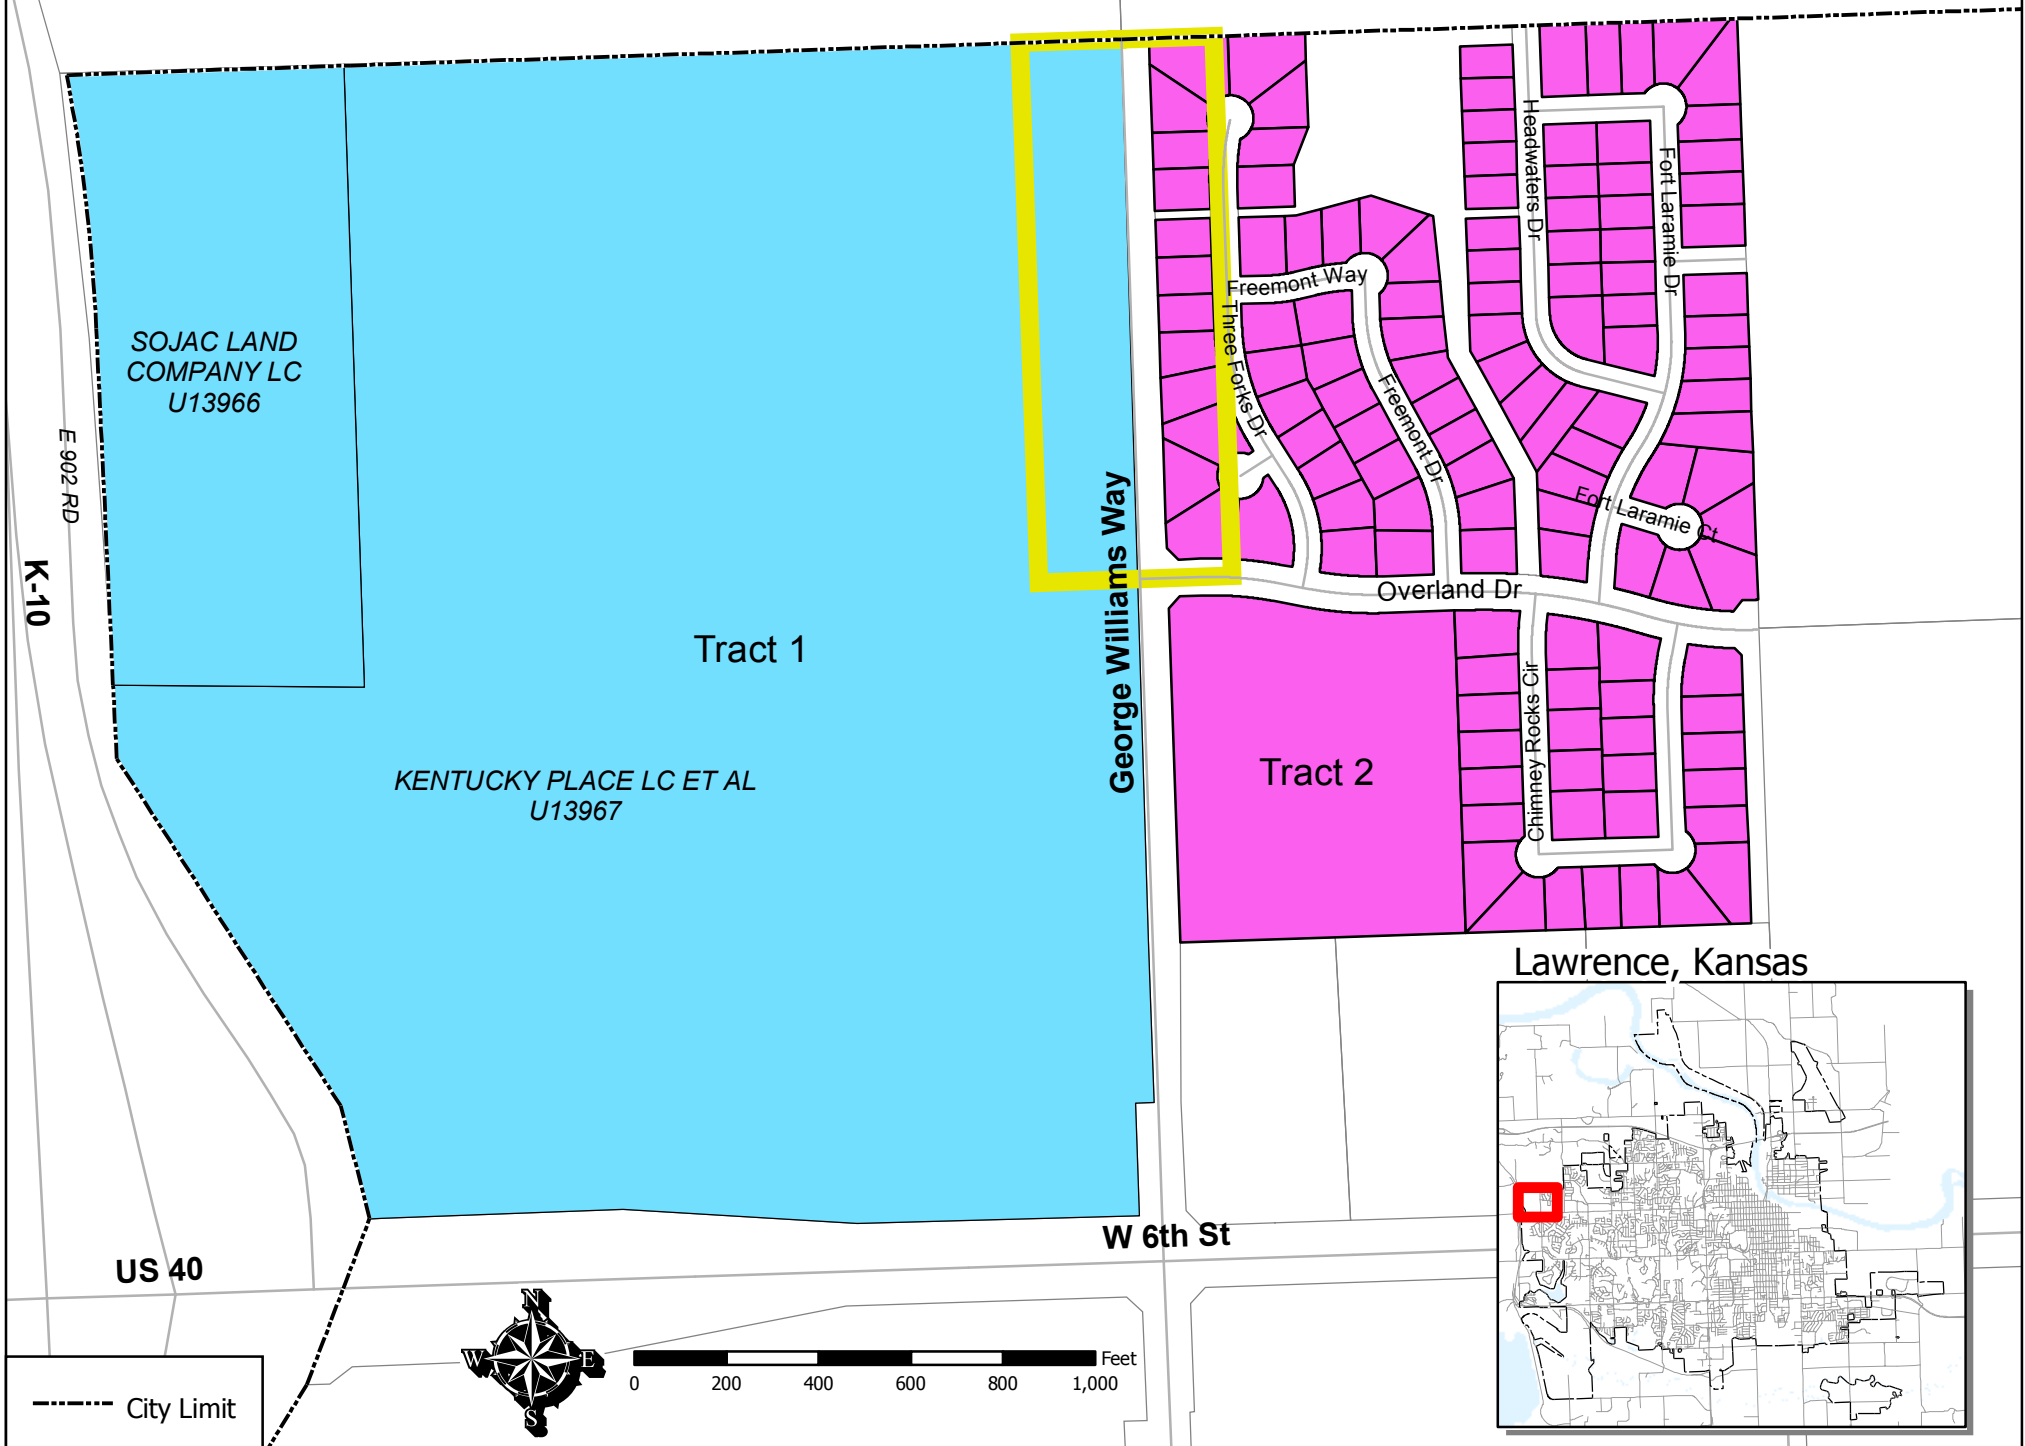 SOJAC LAND
COMPANY LC
U13966
E 902 RD
K-10
Tract 1
KENTUCKY PLACE LC ET AL
U13967
George Williams Way
Headwaters Dr
Fort Laramie Dr
Freemont Way
Three Forks Dr
Freemont Dr
Fort Laramie Ct
Overland Dr
Tract 2
Chimney Rocks Cir
Lawrence, Kansas
W 6th St
US 40
N
W
E
S
Feet
0 200 400 600 800 1,000
City Limit